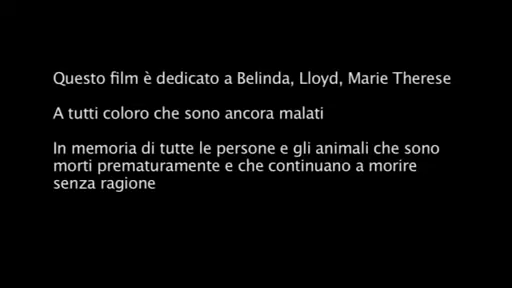 Questo film è dedicato a Belinda, Lloyd, Marie Therese
A tutti coloro che sono ancora malati
In memoria di tutte le persone e gli animali che sono
morti prematuramente e che continuano a morire
senza ragione